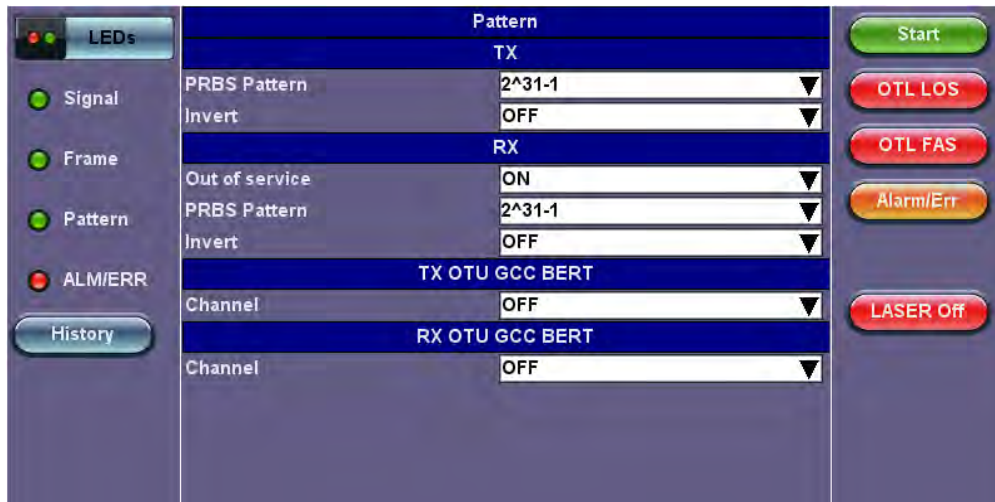 LEDs
Signal
Frame
Pattern
ALM/ERR
History
Pattern
TX
PRBS Pattern 2^31-1
Invert OFF
RX
Out of service ON
PRBS Pattern 2^31-1
Invert OFF
TX OTU GCC BERT
Channel OFF
RX OTU GCC BERT
Channel OFF
Start
OTL LOS
OTL FAS
Alarm/Err
LASER Off